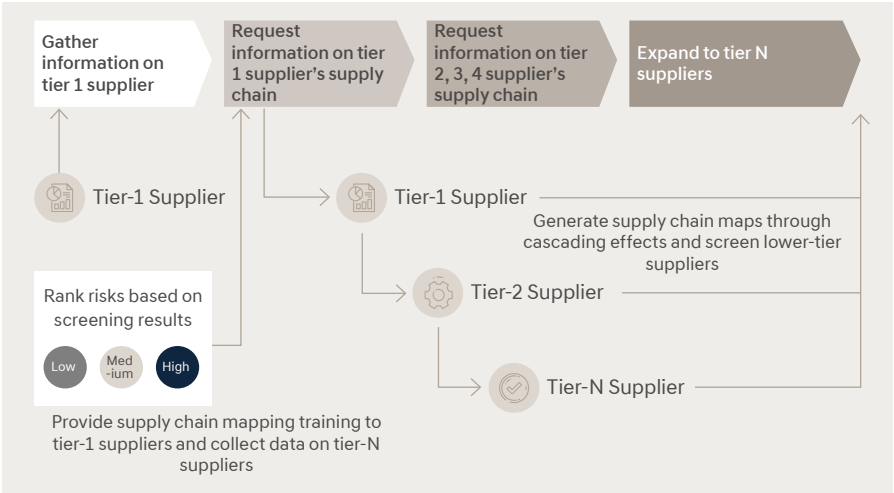 Gather
information on
tier 1 supplier
Request
information on tier
1 supplier's supply
chain
Request
information on tier
2, 3, 4 supplier's
supply chain
Expand to tier N
suppliers
Tier-1 Supplier
Tier-1 Supplier
Generate supply chain maps through
cascading effects and screen lower-tier
suppliers
Rank risks based on
screening results
Low
Med
-ium
High
Tier-2 Supplier
Tier-N Supplier
Provide supply chain mapping training to
tier-1 suppliers and collect data on tier-N
suppliers